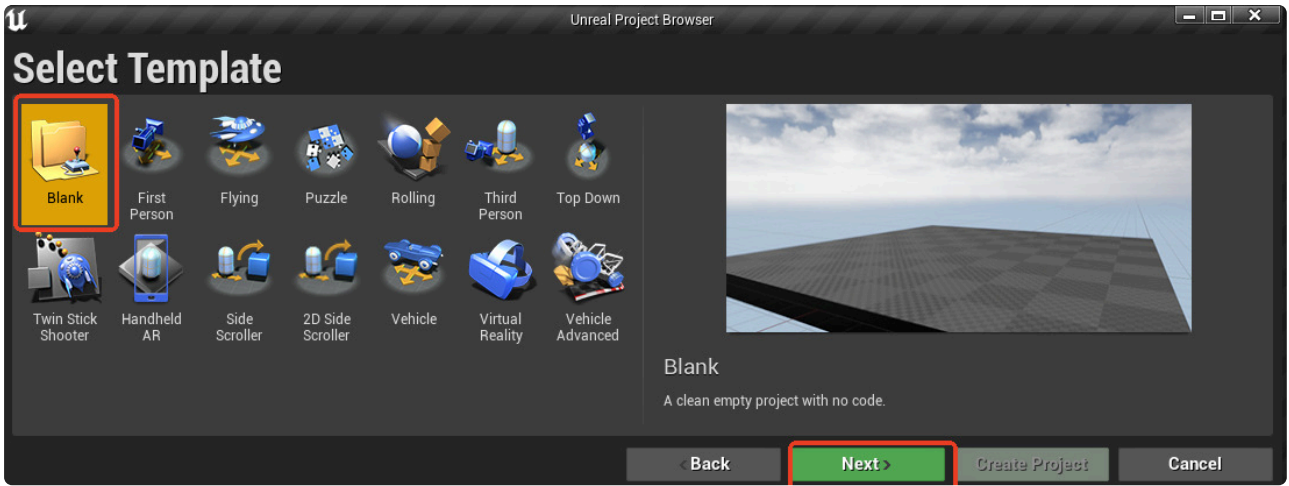 Unreal Project Browser
Select Template
Blank
First
Person
Flying
Puzzle
Rolling
Third
Person
Top Down
Twin Stick
Shooter
Handheld
AR
Side
Scroller
2D Side
Scroller
Vehicle
Virtual
Reality
Vehicle
Advanced
Blank
A clean empty project with no code.
< Back
Next >
Create Project
Cancel